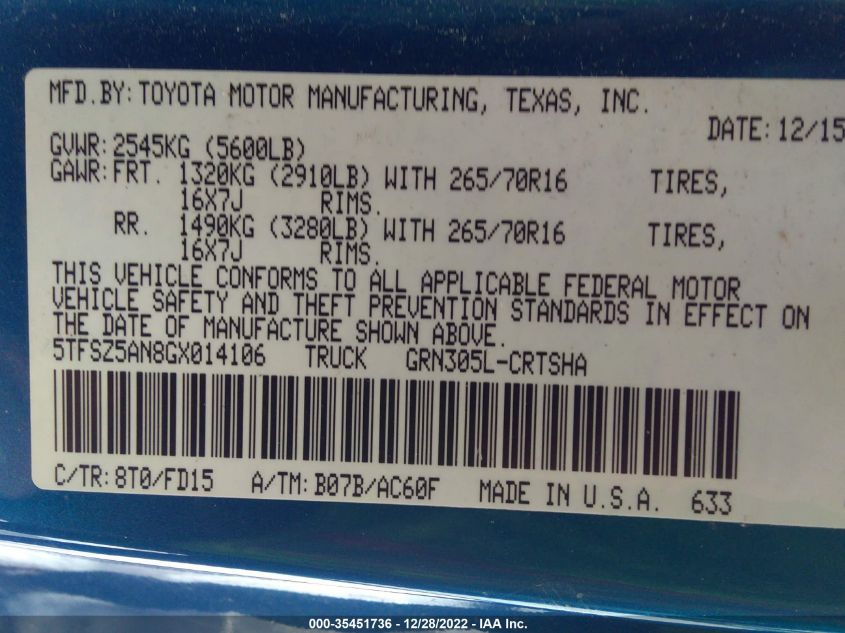 MFD.BY: TOYOTA MOTOR MANUFACTURING, TEXAS, INC.
DATE: 12/15
GVWR: 2545KG (5600LB)
GAWR: FRT. 1320KG (2910LB) WITH 265/70R16 TIRES,
16X7J RIMS.
RR. 1490KG (3280LB) WITH 265/70R16 TIRES,
16X7J RIMS.
THIS VEHICLE CONFORMS TO ALL APPLICABLE FEDERAL MOTOR
VEHICLE SAFETY AND THEFT PREVENTION STANDARDS IN EFFECT ON
THE DATE OF MANUFACTURE SHOWN ABOVE.
5TFSZ5AN8GX014106 TRUCK GRN305L-CRTSHA
C/TR: 8T0/FD15 A/TM: B07B/AC60F MADE IN U.S.A. 633
000-35451736 - 12/28/2022 - IAA Inc.